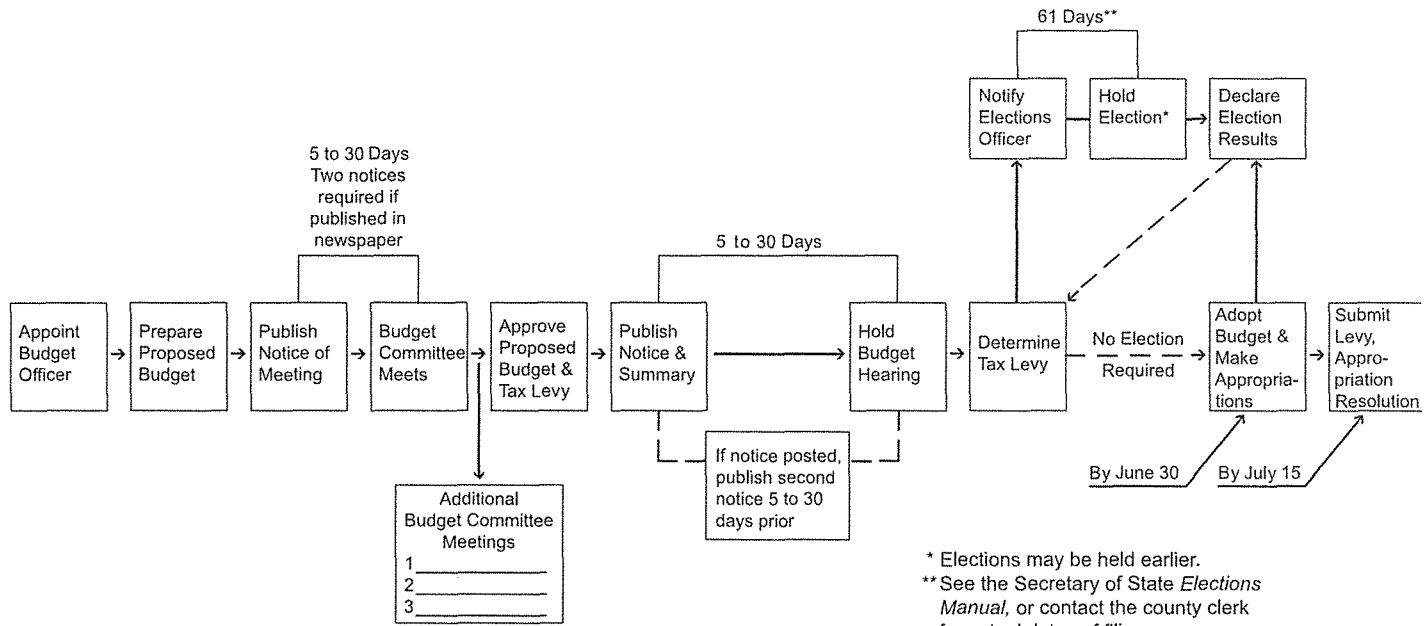 61 Days**
Notify
Elections
Officer
Hold
Election*
Declare
Election
Results
5 to 30 Days
Two notices
required if
published in
newspaper
5 to 30 Days
Appoint
Budget
Officer
Prepare
Proposed
Budget
Publish
Notice of
Meeting
Budget
Committee
Meets
Approve
Proposed
Budget &
Tax Levy
Publish
Notice &
Summary
Hold
Budget
Hearing
Determine
Tax Levy
No Election
Required
Adopt
Budget &
Make
Appropria-
tions
Submit
Levy,
Appro-
priation
Resolution
If notice posted,
publish second
notice 5 to 30
days prior
By June 30
By July 15
Additional
Budget Committee
Meetings
1
2
3
* Elections may be held earlier.
** See the Secretary of State Elections
Manual, or contact the county clerk